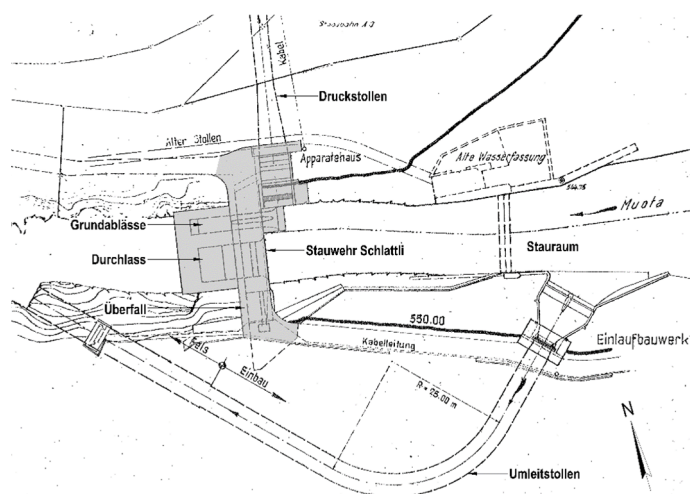 Strassbahn
Kabel
Druckstollen
Alter Stollen
Apparatehaus
Alte Wasserfassung
Muota
Grundablässe
Stauwehr Schlattli
Stauraum
Durchlass
Überfall
550.00
Einlaufbauwerk
Kabelleitung
Fels
Einbau
R = 25.00 m
N
Umleitstollen